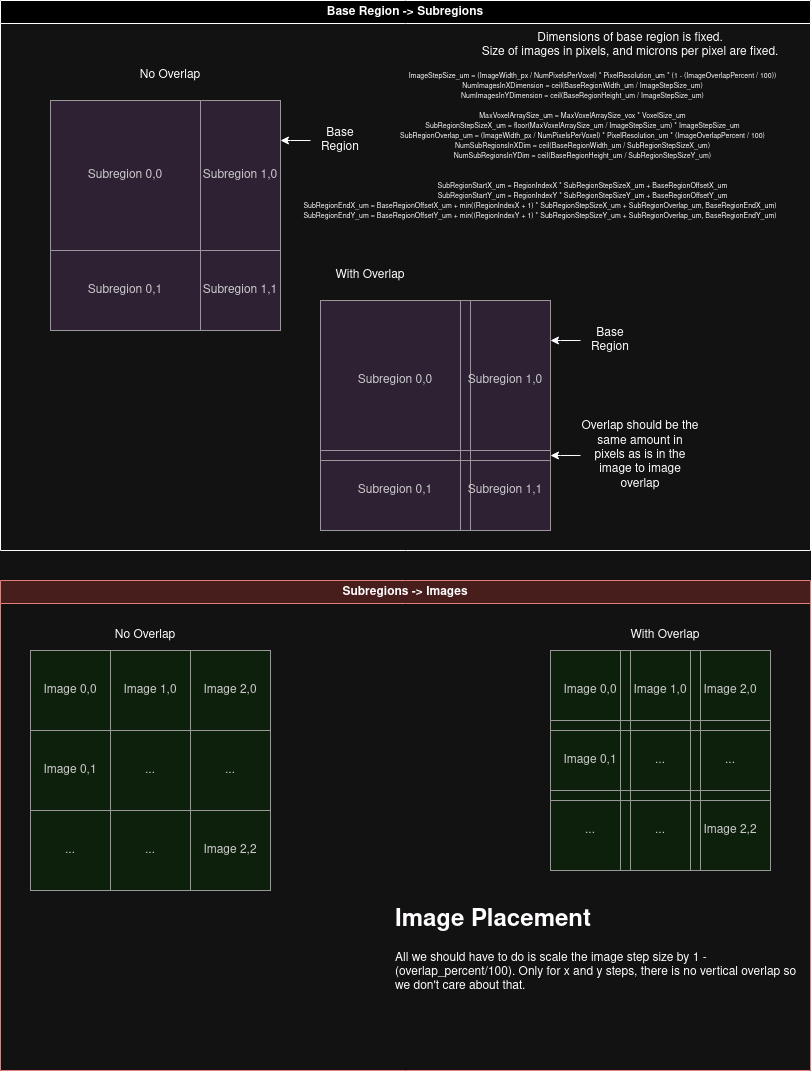 Base Region -> Subregions
Dimensions of base region is fixed.
Size of images in pixels, and microns per pixel are fixed.
No Overlap
ImageStepSize_um = (ImageWidth_px / NumPixelsPerVoxel) * PixelResolution_um * (1 - (ImageOverlapPercent / 100))
NumImagesInXDimension = ceil(BaseRegionWidth_um / ImageStepSize_um)
NumImagesInYDimension = ceil(BaseRegionHeight_um / ImageStepSize_um)
MaxVoxelArraySize_um = MaxVoxelArraySize_vox * VoxelSize_um
SubRegionStepSizeX_um = floor(MaxVoxelArraySize_um / ImageStepSize_um) * ImageStepSize_um
SubRegionOverlap_um = (ImageWidth_px / NumPixelsPerVoxel) * PixelResolution_um * (ImageOverlapPercent / 100)
NumSubRegionsInXDim = ceil(BaseRegionWidth_um / SubRegionStepSizeX_um)
NumSubRegionsInYDim = ceil(BaseRegionHeight_um / SubRegionStepSizeY_um)
Base
Region
Subregion 0,0
Subregion 1,0
SubRegionStartX_um = RegionIndexX * SubRegionStepSizeX_um + BaseRegionOffsetX_um
SubRegionStartY_um = RegionIndexY * SubRegionStepSizeY_um + BaseRegionOffsetY_um
SubRegionEndX_um = BaseRegionOffsetX_um + min((RegionIndexX + 1) * SubRegionStepSizeX_um + SubRegionOverlap_um, BaseRegionEndX_um)
SubRegionEndY_um = BaseRegionOffsetY_um + min((RegionIndexY + 1) * SubRegionStepSizeY_um + SubRegionOverlap_um, BaseRegionEndY_um)
Subregion 0,1
Subregion 1,1
With Overlap
Base
Region
Subregion 0,0
Subregion 1,0
Overlap should be the
same amount in
pixels as is in the
image to image
overlap
Subregion 0,1
Subregion 1,1
Subregions -> Images
No Overlap
Image 0,0
Image 1,0
Image 2,0
Image 0,1
...
...
...
...
Image 2,2
With Overlap
Image 0,0
Image 1,0
Image 2,0
Image 0,1
...
...
...
...
Image 2,2
Image Placement
All we should have to do is scale the image step size by 1 -
(overlap_percent/100). Only for x and y steps, there is no vertical overlap so
we don't care about that.